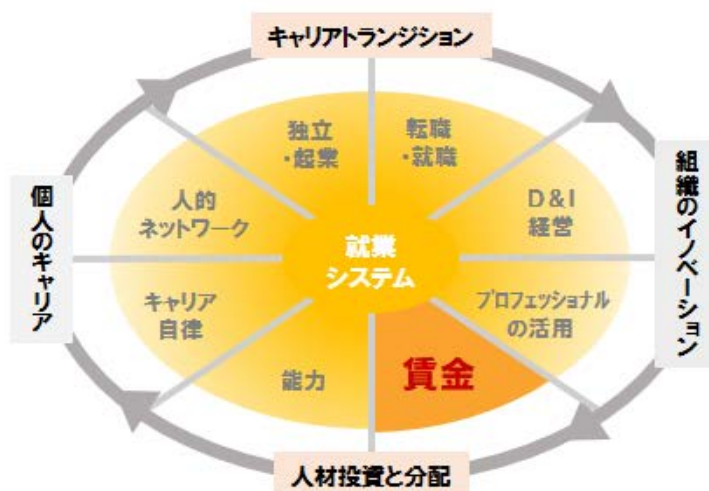 キャリアトランジション
独立
・起業
転職
・就職
人的
ネットワーク
D&I
経営
個人のキャリア
就業
システム
組織のイノベーション
キャリア
自律
プロフェッショナル
の活用
能力
賃金
人材投資と分配